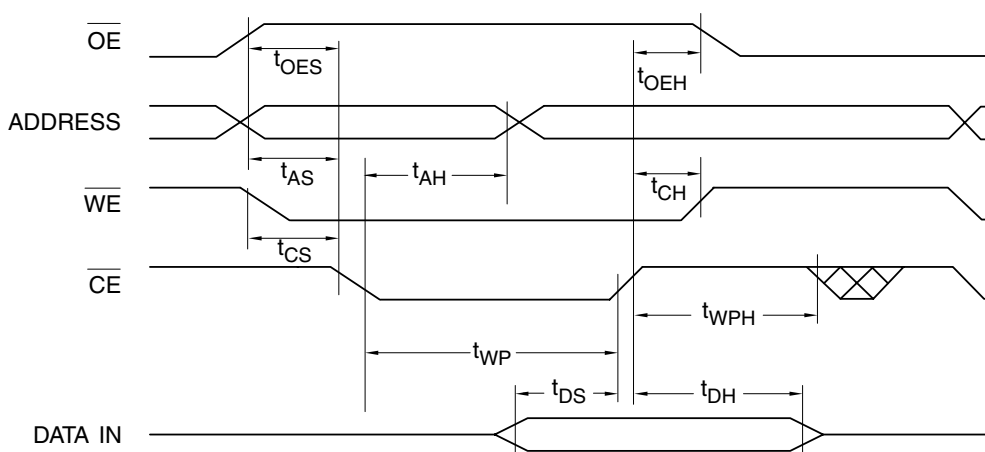 OE
tOES
tOEH
ADDRESS
tAS
tAH
tCH
WE
tCS
CE
tWPH
tWP
tDS
tDH
DATA IN